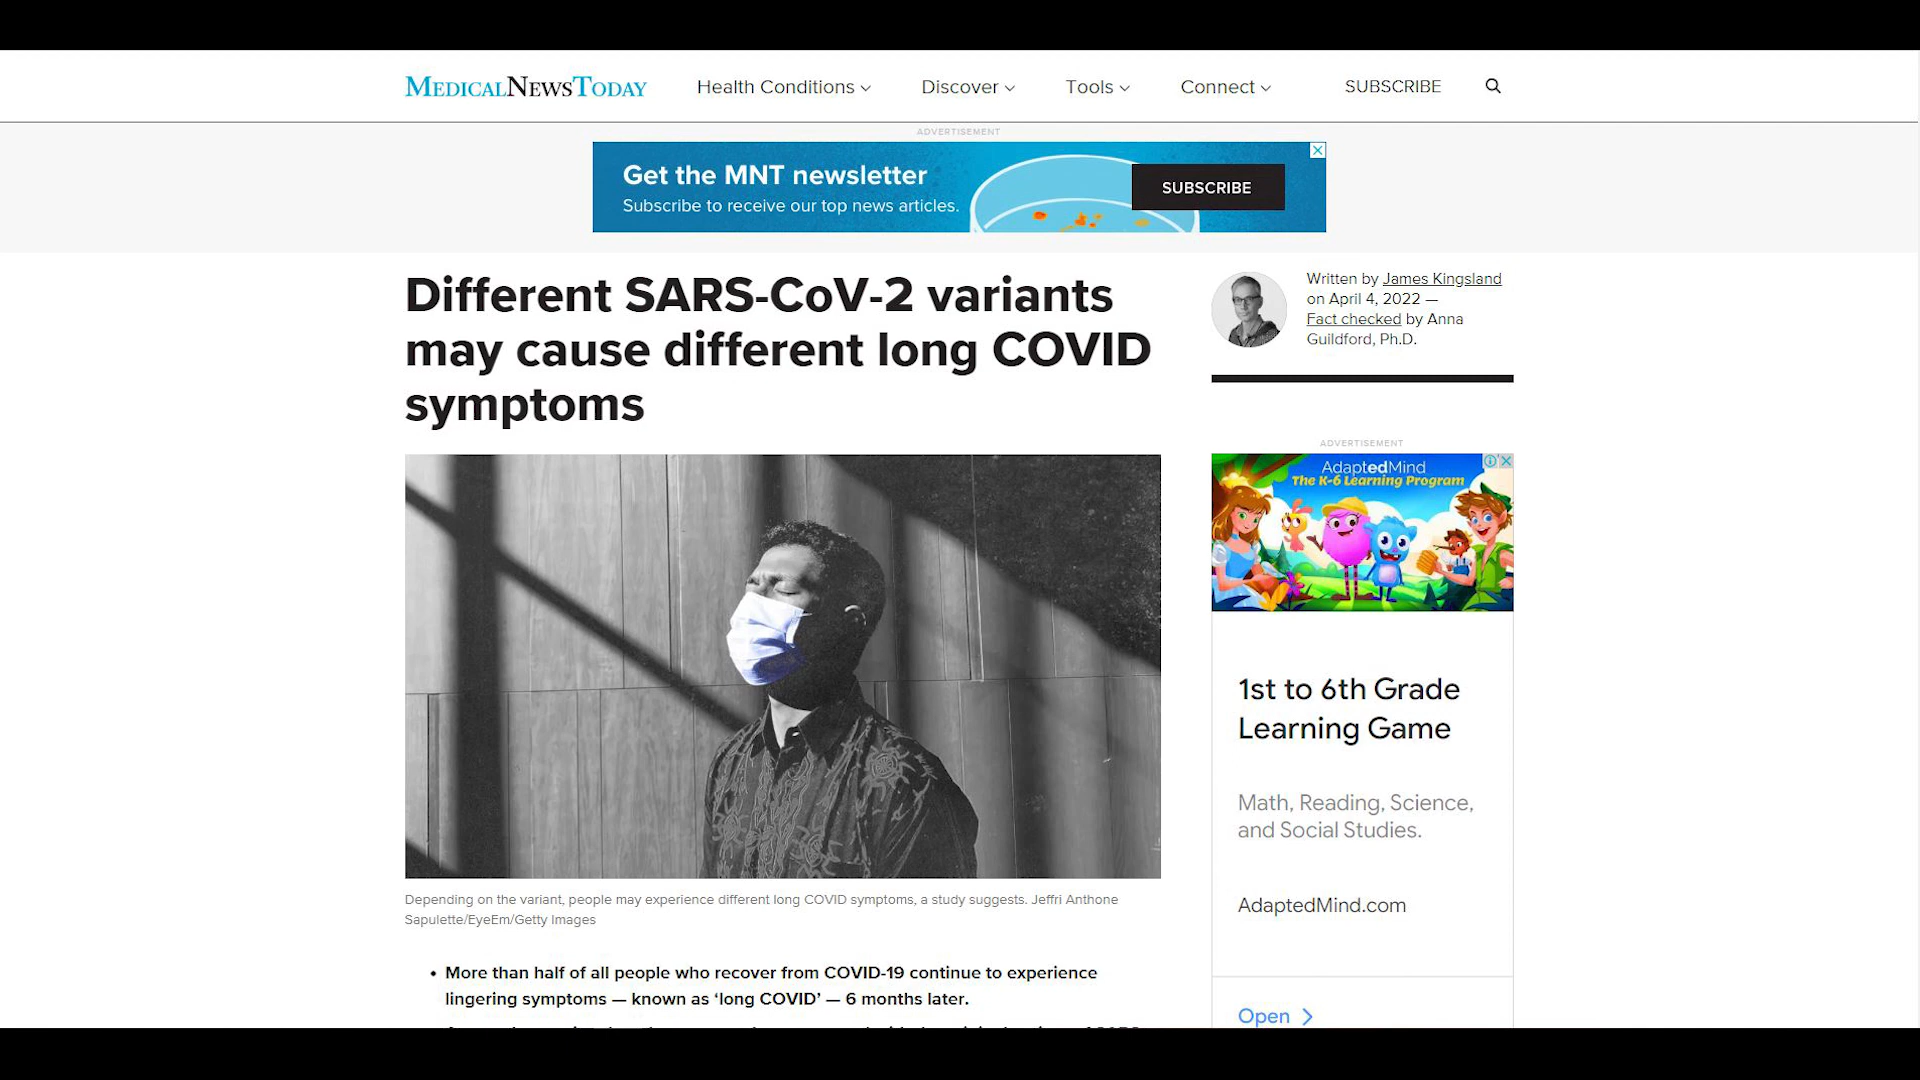 MEDICALNEWSTODAY
Health Conditions
Discover
Tools
Connect
SUBSCRIBE
ADVERTISEMENT
Get the MNT newsletter
Subscribe to receive our top news articles.
SUBSCRIBE
Different SARS-CoV-2 variants
may cause different long COVID
symptoms
Written by James Kingsland
on April 4, 2022 —
Fact checked by Anna
Guildford, Ph.D.
ADVERTISEMENT
AdaptedMind
The K-6 Learning Program
1st to 6th Grade
Learning Game
Math, Reading, Science,
and Social Studies.
AdaptedMind.com
Open
Depending on the variant, people may experience different long COVID symptoms, a study suggests. Jeffri Anthone
Sapulette/EyeEm/Getty Images
• More than half of all people who recover from COVID-19 continue to experience
lingering symptoms — known as ‘long COVID’ — 6 months later.